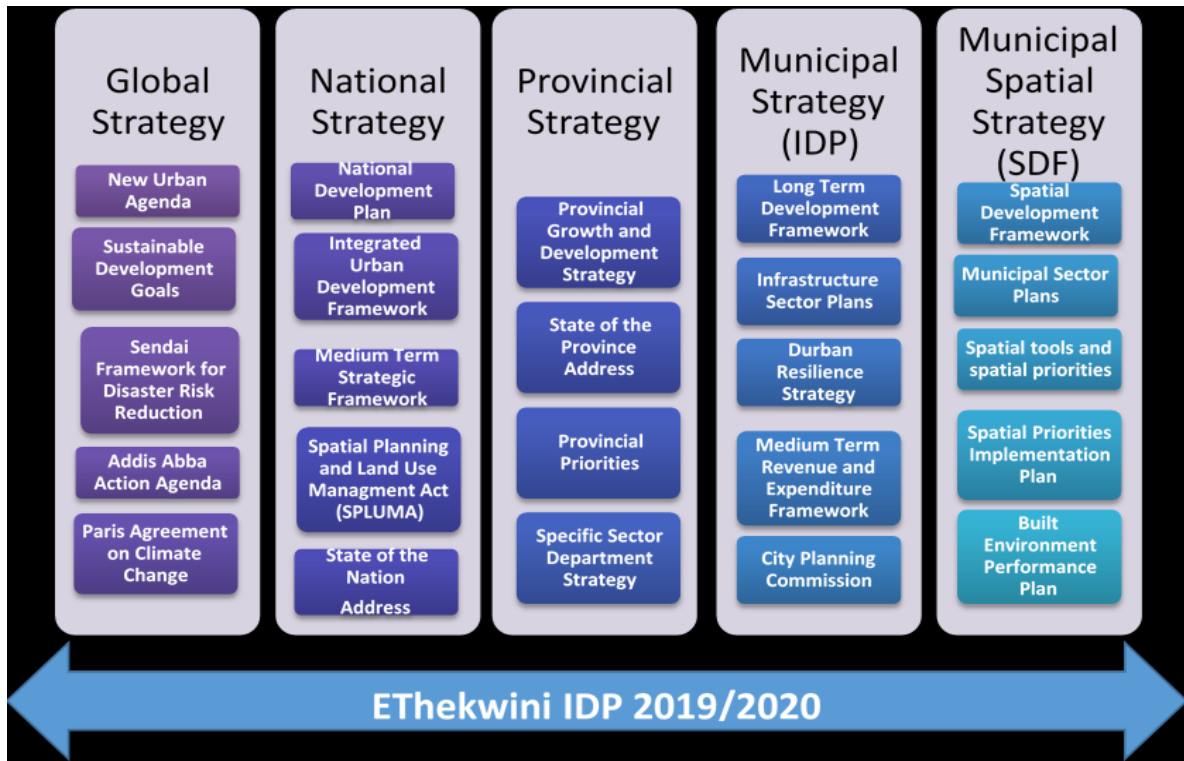 Global
Strategy
New Urban
Agenda
Sustainable
Development
Goals
Sendai
Framework for
Disaster Risk
Reduction
Addis Abba
Action Agenda
Paris Agreement
on Climate
Change
National
Strategy
National
Development
Plan
Integrated
Urban
Development
Framework
Medium Term
Strategic
Framework
Spatial Planning
and Land Use
Managment Act
(SPLUMA)
State of the
Nation
Address
Provincial
Strategy
Provincial
Growth and
Development
Strategy
State of the
Province
Address
Provincial
Priorities
Specific Sector
Department
Strategy
Municipal
Strategy
(IDP)
Long Term
Development
Framework
Infrastructure
Sector Plans
Durban
Resilience
Strategy
Medium Term
Revenue and
Expenditure
Framework
City Planning
Commission
Municipal
Spatial
Strategy
(SDF)
Spatial
Development
Framework
Municipal Sector
Plans
Spatial tools and
spatial priorities
Spatial Priorities
Implementation
Plan
Built
Environment
Performance
Plan
EThekwini IDP 2019/2020